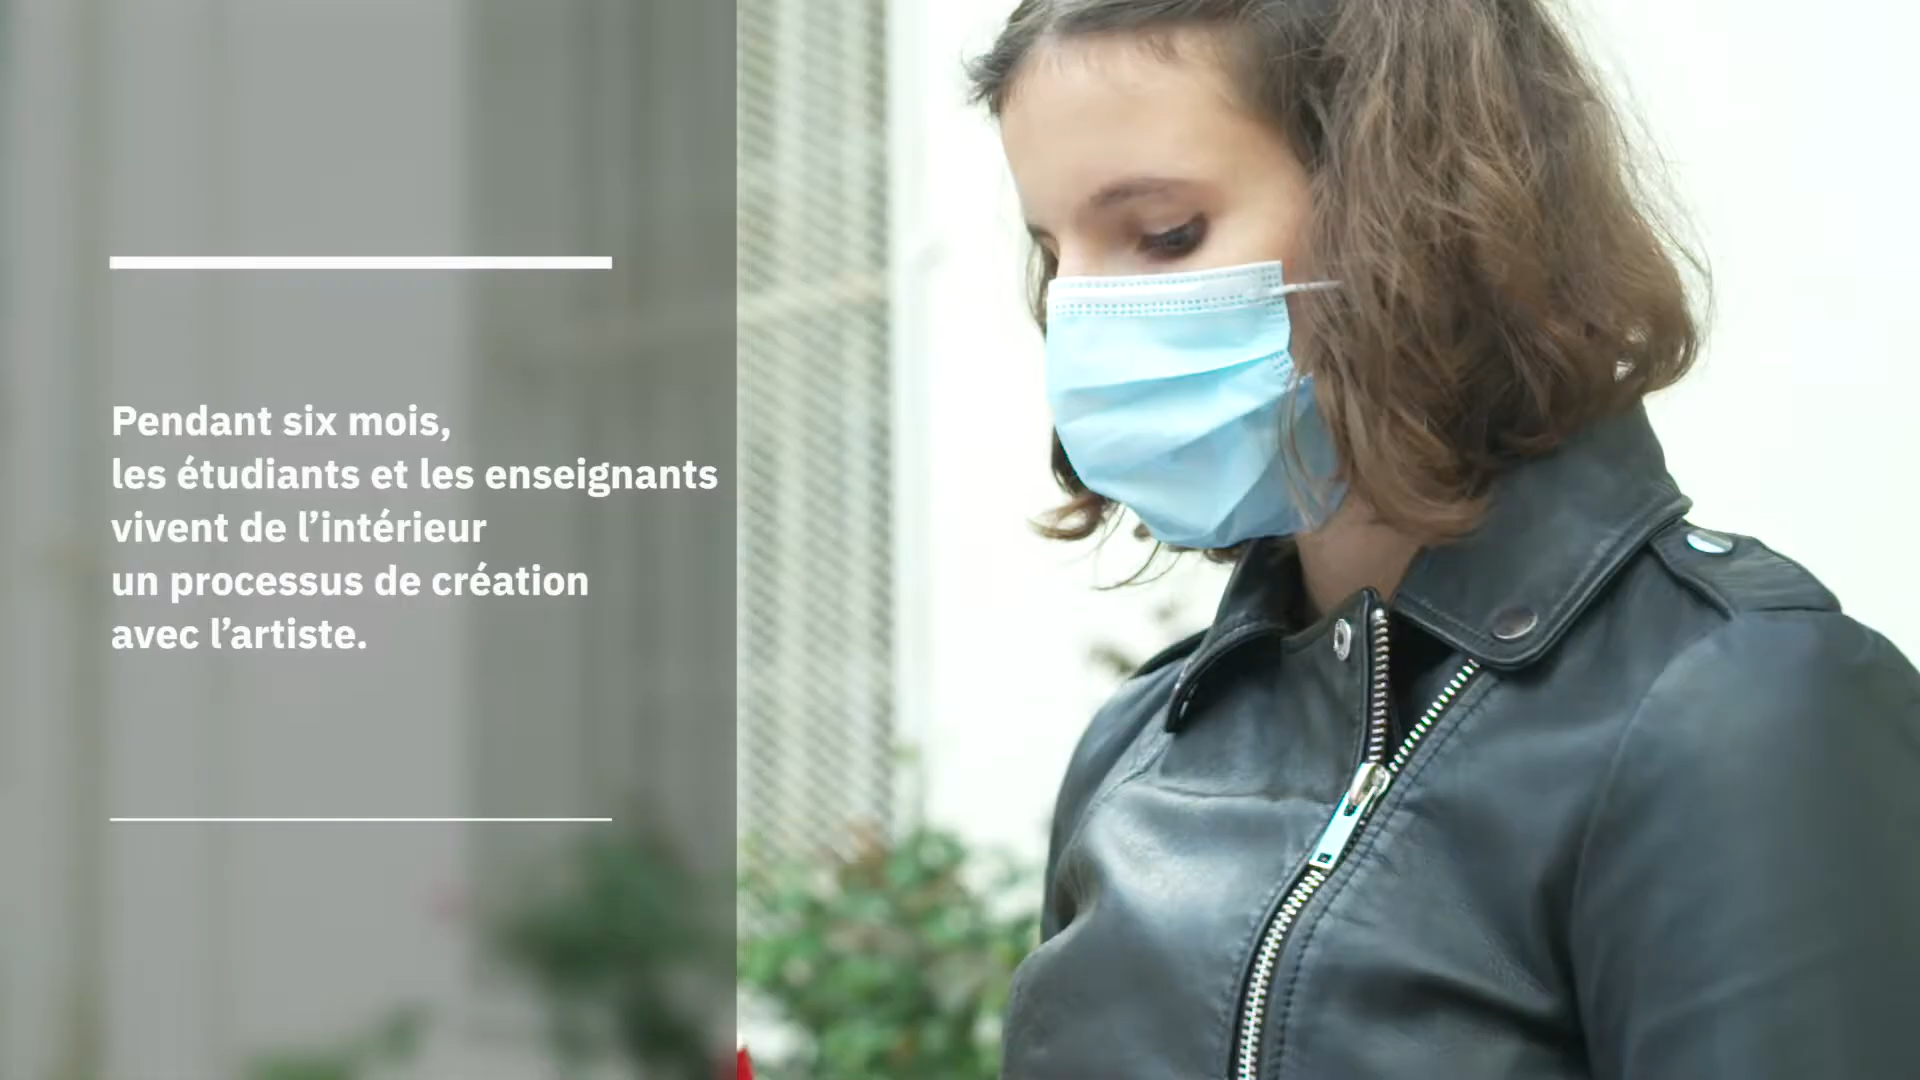 Pendant six mois,
les étudiants et les enseignants
vivent de l’intérieur
un processus de création
avec l’artiste.